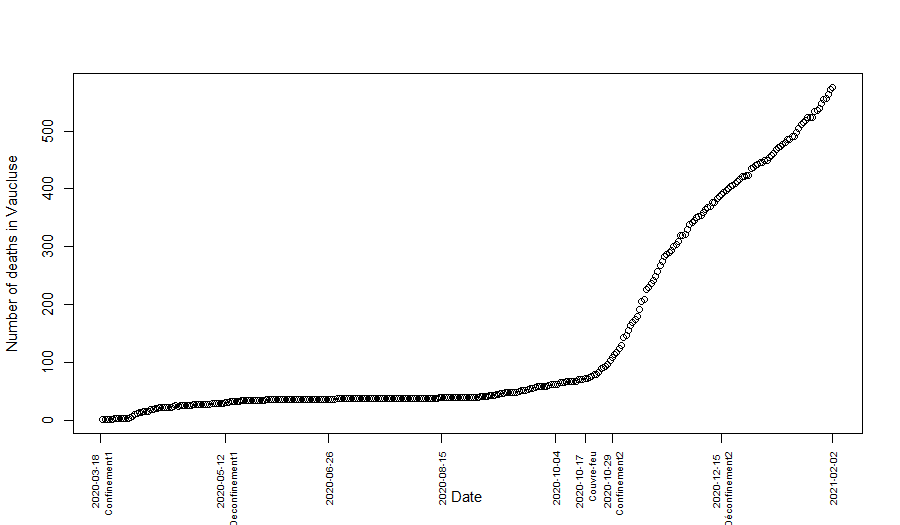 Number of deaths in Vaucluse
500
400
300
200
100
0
2020-03-18
Confinement1
2020-05-12
Déconfinement1
2020-06-26
2020-08-15
2020-10-04
2020-10-17
Couvre-feu
2020-10-29
Confinement2
2020-12-15
Déconfinement2
2021-02-02
Date